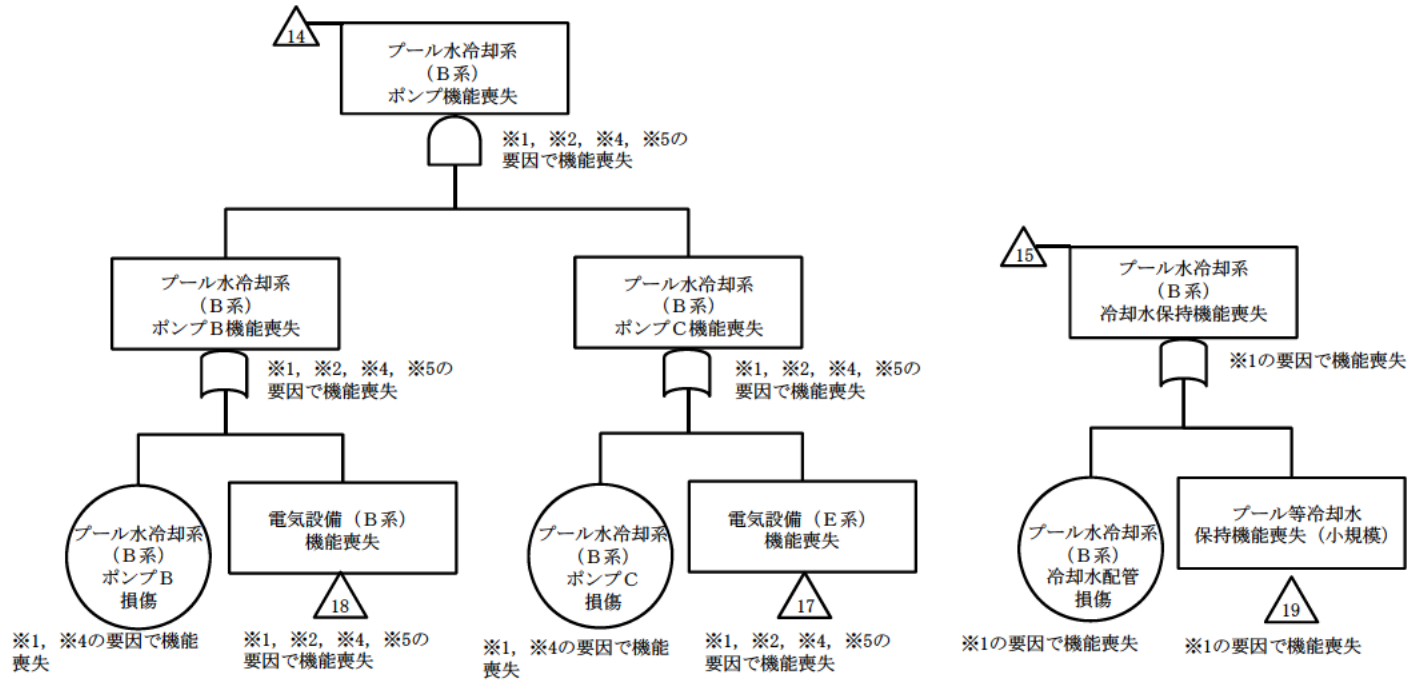 14
プール水冷却系
（Ｂ系）
ポンプ機能喪失
※1，※2，※4，※5の
要因で機能喪失
プール水冷却系
（Ｂ系）
ポンプＢ機能喪失
※1，※2，※4，※5の
要因で機能喪失
プール水冷却系
（Ｂ系）
ポンプＣ機能喪失
※1，※2，※4，※5の
要因で機能喪失
プール水冷却系
（Ｂ系）
ポンプＢ
損傷
※1，※4の要因で機能
喪失
電気設備（Ｂ系）
機能喪失
18
※1，※2，※4，※5の
要因で機能喪失
プール水冷却系
（Ｂ系）
ポンプＣ
損傷
※1，※4の要因で機能
喪失
電気設備（Ｅ系）
機能喪失
17
※1，※2，※4，※5の
要因で機能喪失
15
プール水冷却系
（Ｂ系）
冷却水保持機能喪失
※1の要因で機能喪失
プール水冷却系
（Ｂ系）
冷却水配管
損傷
※1の要因で機能喪失
プール等冷却水
保持機能喪失（小規模）
19
※1の要因で機能喪失